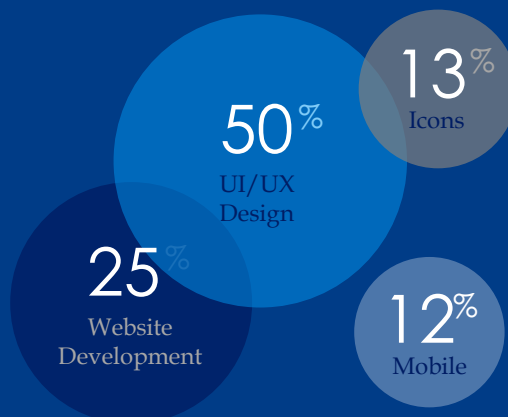 13%
Icons
50%
UI/UX
Design
25%
Website
Development
12%
Mobile